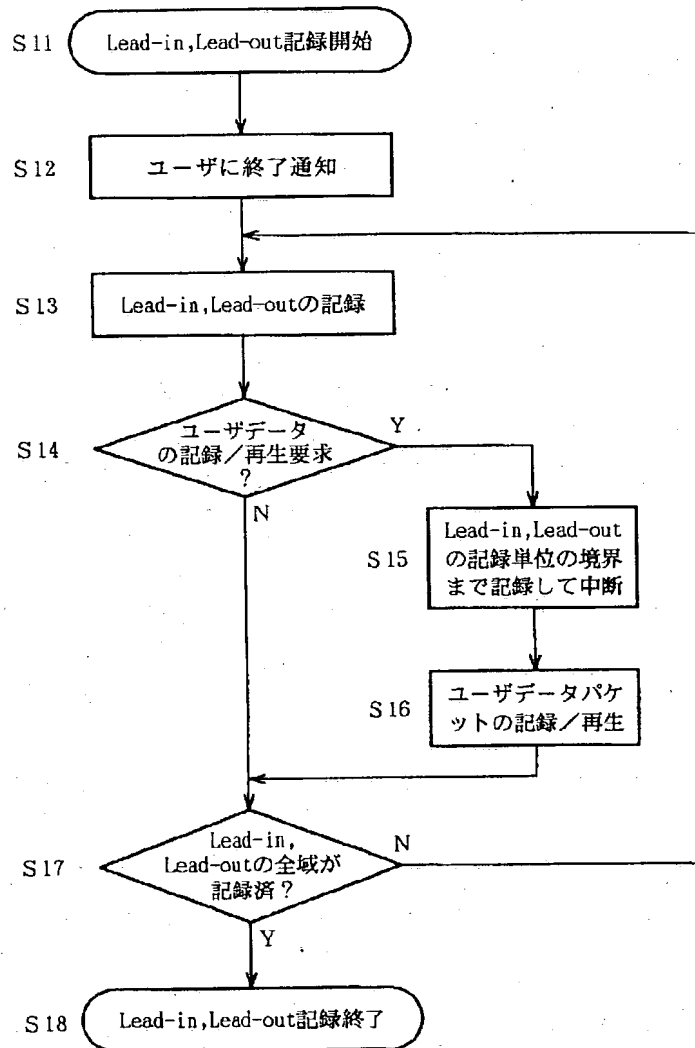 S11
Lead-in,Lead-out記録開始
S12
ユーザに終了通知
S13
Lead-in,Lead-outの記録
S14
ユーザデータ
の記録／再生要求
?
Y
N
S15
Lead-in,Lead-out
の記録単位の境界
まで記録して中断
S16
ユーザデータパケ
ットの記録／再生
S17
Lead-in,
Lead-outの全域が
記録済？
N
Y
S18
Lead-in,Lead-out記録終了